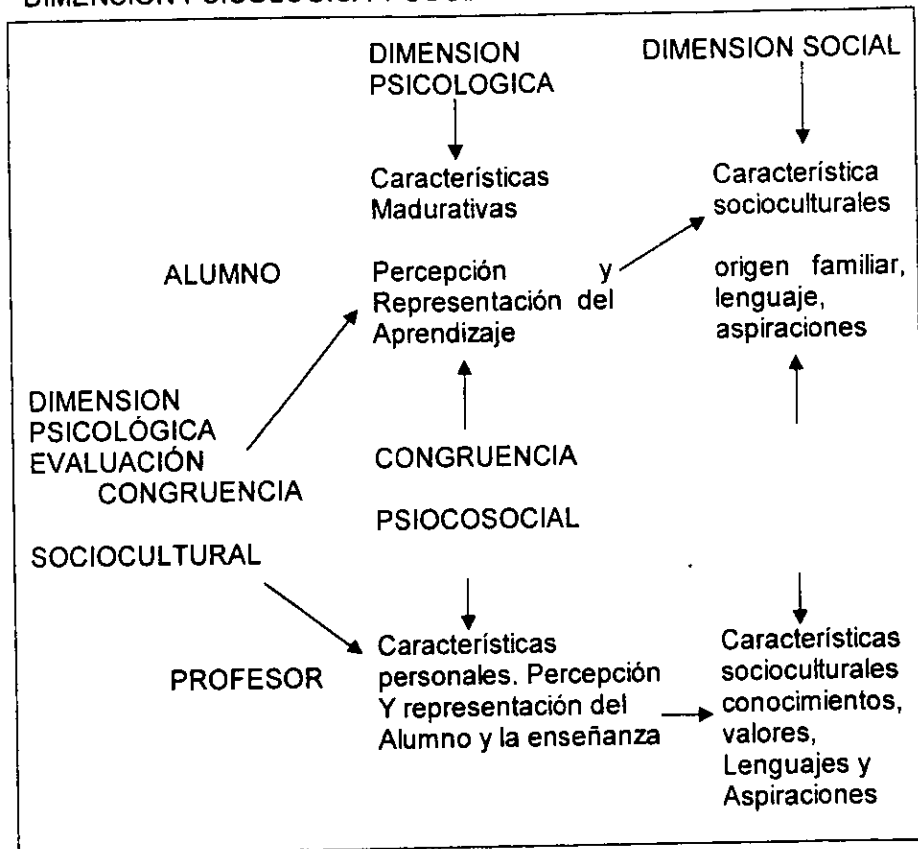 DIMENSION
PSICOLOGICA
DIMENSION SOCIAL
Características
Madurativas
Característica
socioculturales
ALUMNO
Percepción y
Representación del
Aprendizaje
origen familiar,
lenguaje,
aspiraciones
DIMENSION
PSICOLÓGICA
EVALUACIÓN
CONGRUENCIA
SOCIOCULTURAL
CONGRUENCIA
PSIOCOSOCIAL
PROFESOR
Características
personales. Percepción
Y representación del
Alumno y la enseñanza
Características
socioculturales
conocimientos,
valores,
Lenguajes y
Aspiraciones